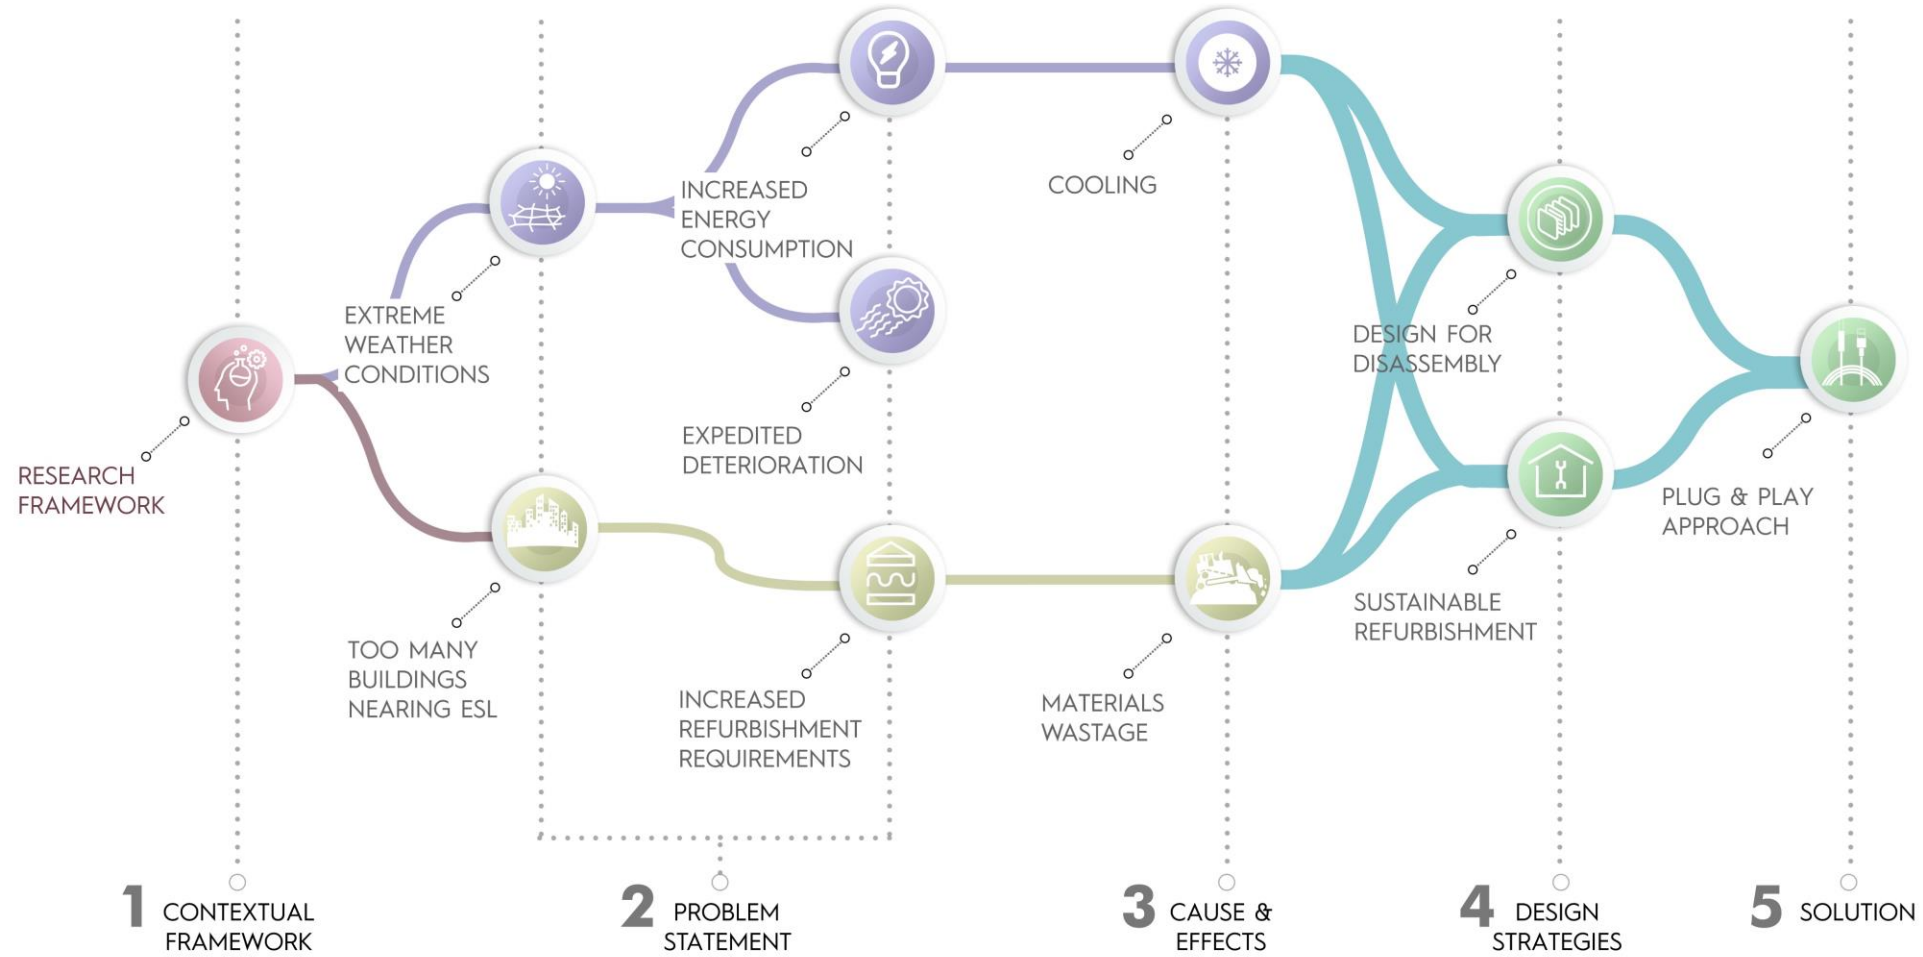 INCREASED
ENERGY
CONSUMPTION
COOLING
EXTREME
WEATHER
CONDITIONS
DESIGN FOR
DISASSEMBLY
EXPEDITED
DETERIORATION
RESEARCH
FRAMEWORK
PLUG & PLAY
APPROACH
SUSTAINABLE
REFURBISHMENT
TOO MANY
BUILDINGS
NEARING ESL
INCREASED
REFURBISHMENT
REQUIREMENTS
MATERIALS
WASTAGE
1 CONTEXTUAL
FRAMEWORK
2 PROBLEM
STATEMENT
3 CAUSE &
EFFECTS
4 DESIGN
STRATEGIES
5 SOLUTION